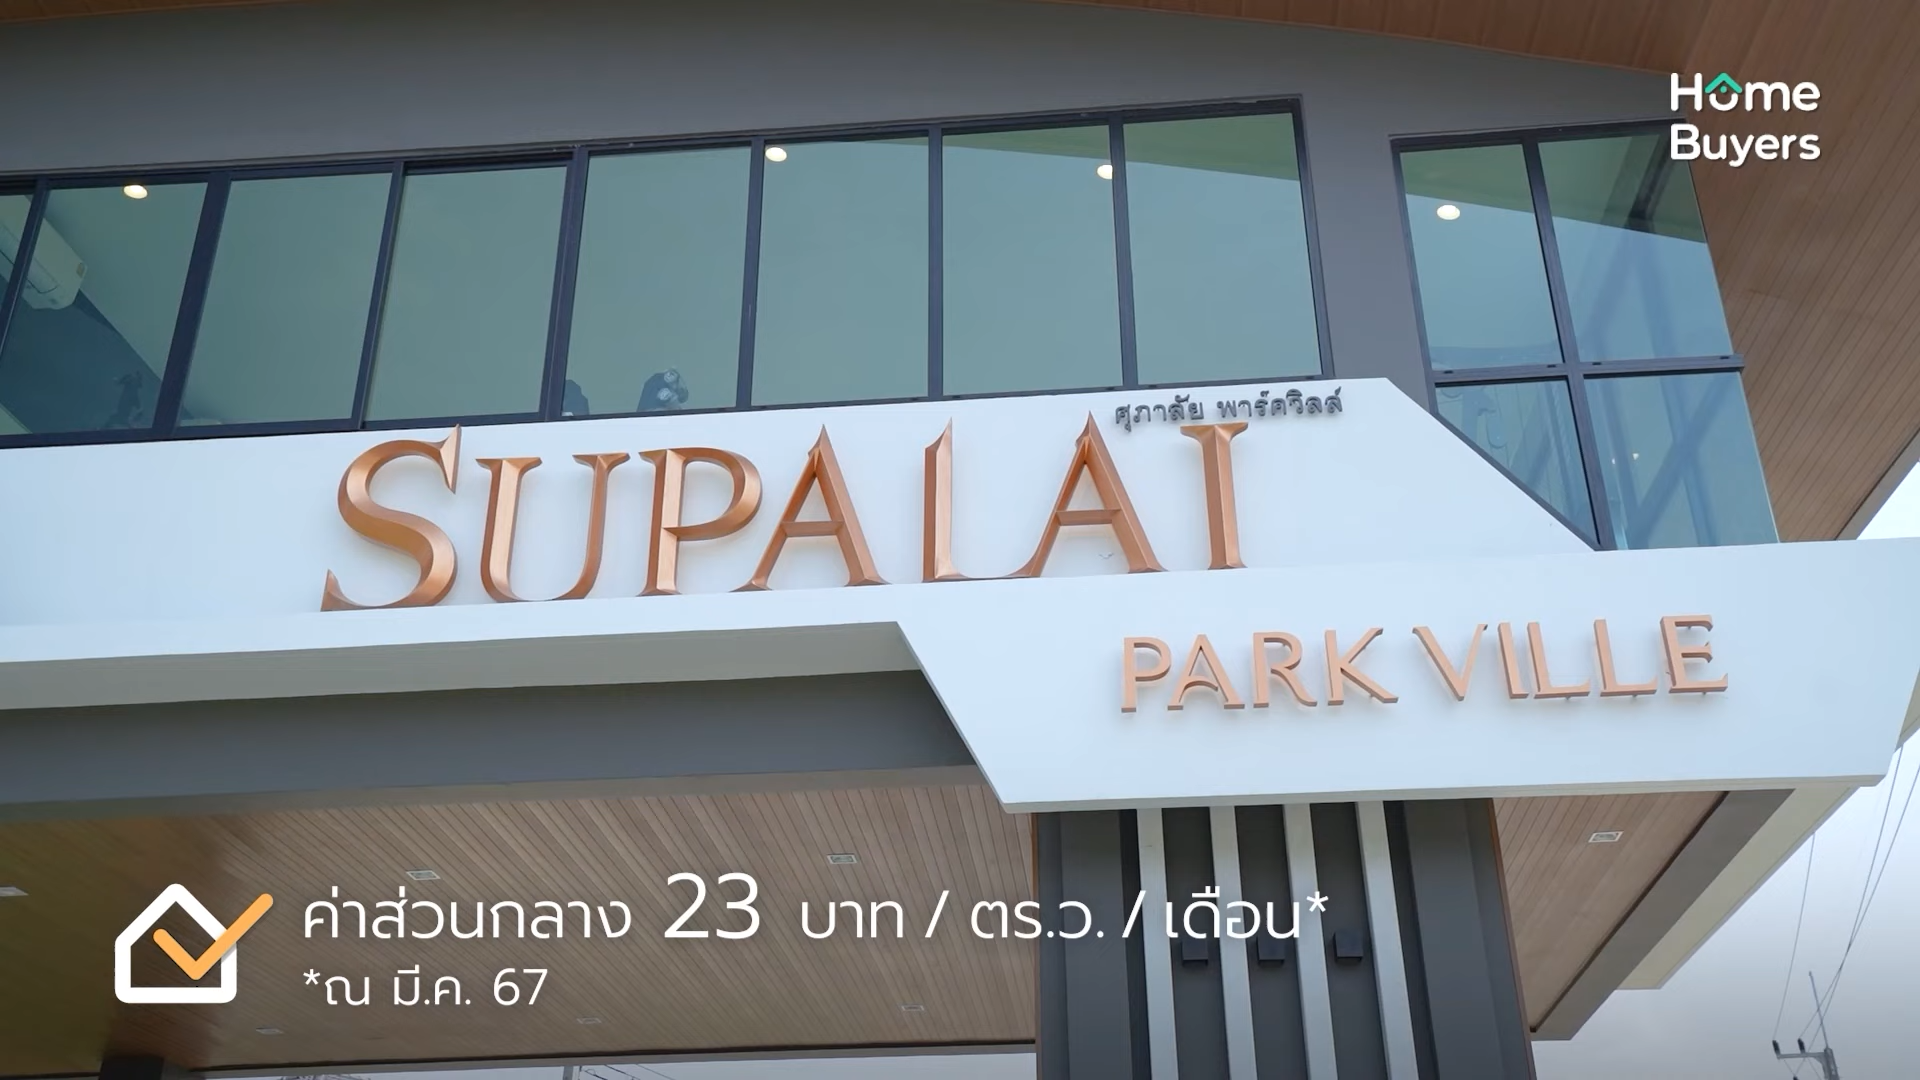 Home
Buyers
ศุภาลัย พาร์ควิลล์
SUPALAI
PARK VILLE
ค่าส่วนกลาง 23 บาท / ตร.ว. / เดือน*
*ณ มี.ค. 67